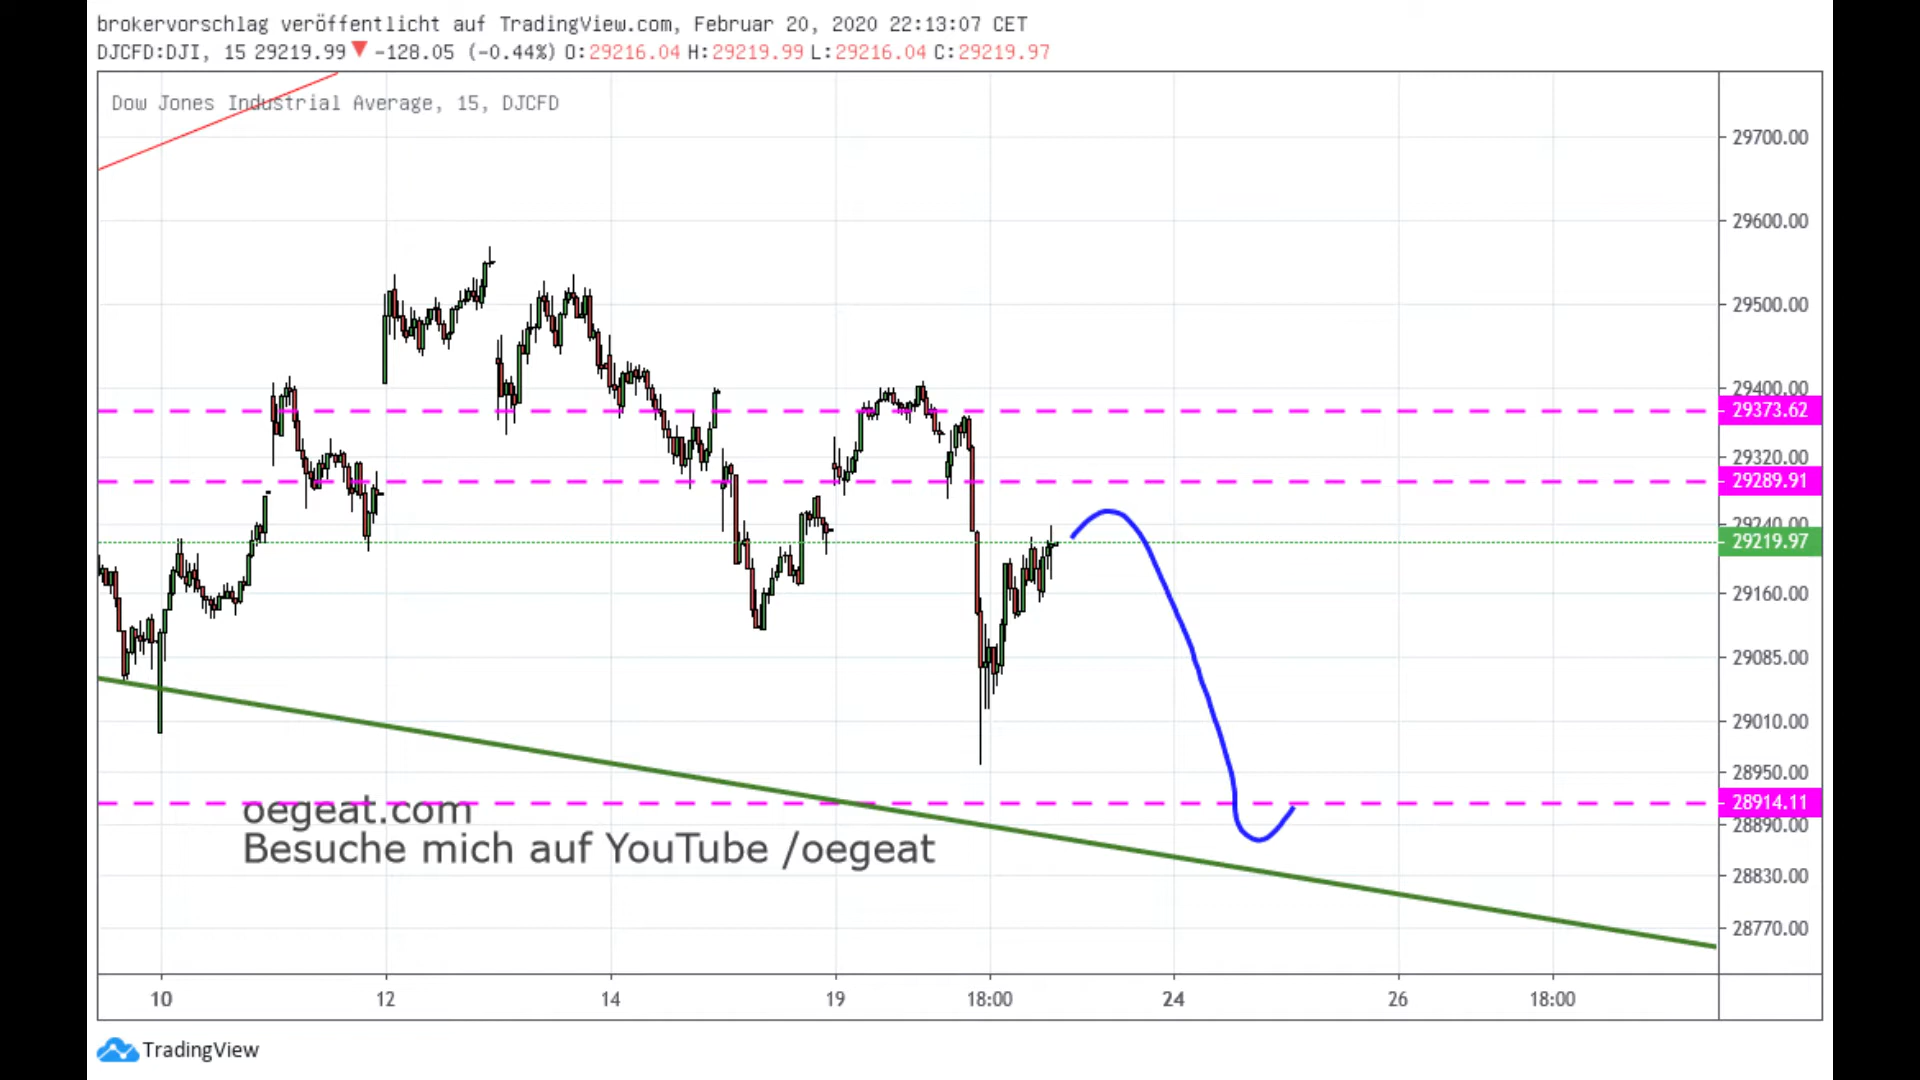 brokervorschlag veröffentlicht auf TradingView.com, Februar 20, 2020 22:13:07 CET
DJCFD:DJI, 15 29219.99 ▼ −128.05 (−0.44%) O:29216.04 H:29219.99 L:29216.04 C:29219.97
Dow Jones Industrial Average, 15, DJCFD
29700.00
29600.00
29500.00
29400.00
29373.62
29320.00
29289.91
29240.00
29219.97
29160.00
29085.00
29010.00
28950.00
28914.11
28890.00
28830.00
28770.00
oegeat.com
Besuche mich auf YouTube /oegeat
10 12 14 19 18:00 24 26 18:00
TradingView